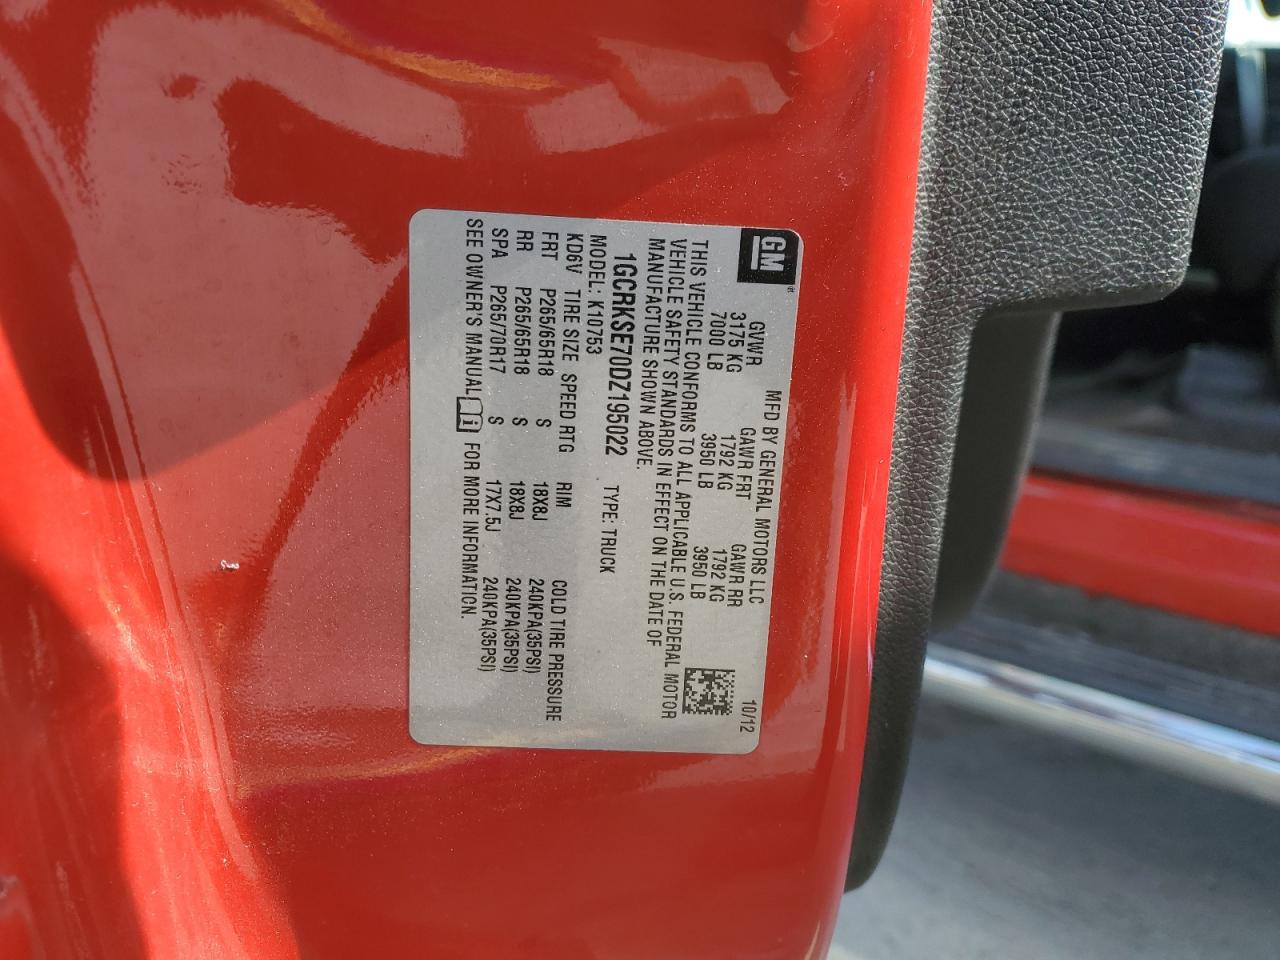 GM
MFD BY GENERAL MOTORS LLC 10/12
GVWR GAWR FRT GAWR RR
3175 KG 1792 KG 1792 KG
7000 LB 3950 LB 3950 LB
THIS VEHICLE CONFORMS TO ALL APPLICABLE U.S. FEDERAL MOTOR
VEHICLE SAFETY STANDARDS IN EFFECT ON THE DATE OF
MANUFACTURE SHOWN ABOVE.
1GCRKSE70DZ195022 TYPE: TRUCK
MODEL: K10753
KD6V TIRE SIZE SPEED RTG RIM COLD TIRE PRESSURE
FRT P265/65R18 S 18X8J 240KPA(35PSI)
RR P265/65R18 S 18X8J 240KPA(35PSI)
SPA P265/70R17 S 17X7.5J 240KPA(35PSI)
SEE OWNER'S MANUAL i FOR MORE INFORMATION.